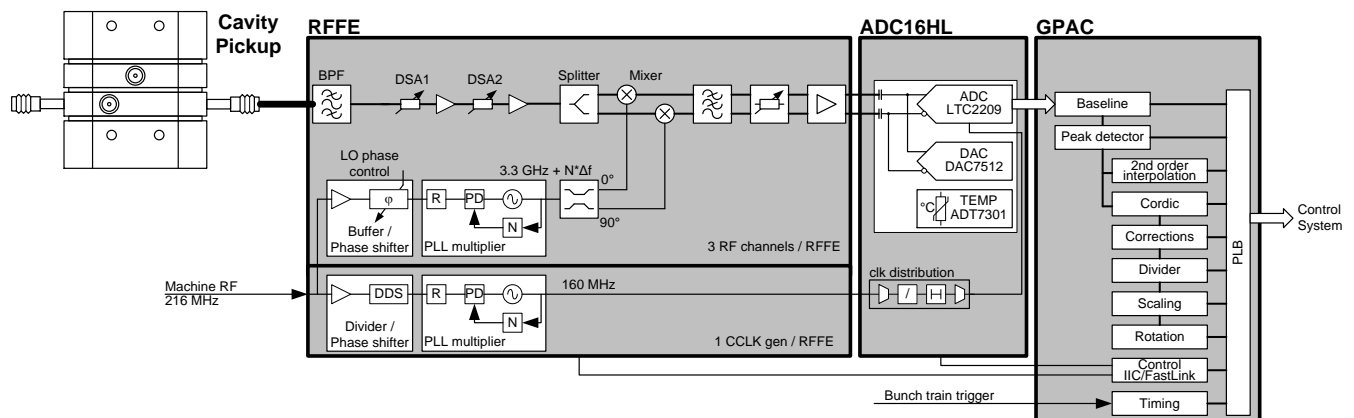 Cavity
Pickup
RFFE
ADC16HL
GPAC
BPF
DSA1
DSA2
Splitter
Mixer
ADC
LTC2209
DAC
DAC7512
°C
TEMP
ADT7301
Baseline
Peak detector
2nd order
interpolation
Cordic
Corrections
Divider
Scaling
Rotation
Control
IIC/FastLink
Timing
PLB
Control
System
LO phase
control
φ
Buffer /
Phase shifter
R
PD
N
PLL multiplier
3.3 GHz + N*Δf
0°
90°
3 RF channels / RFFE
Machine RF
216 MHz
DDS
Divider /
Phase shifter
R
PD
N
PLL multiplier
160 MHz
1 CCLK gen / RFFE
clk distribution
/
Bunch train trigger